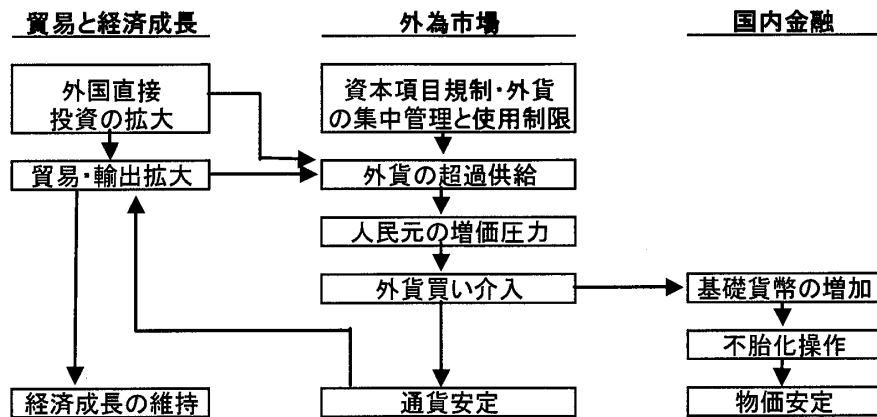 貿易と経済成長
外国直接
投資の拡大
貿易・輸出拡大
経済成長の維持
外為市場
資本項目規制・外貨
の集中管理と使用制限
外貨の超過供給
人民元の増価圧力
外貨買い介入
通貨安定
国内金融
基礎貨幣の増加
不胎化操作
物価安定